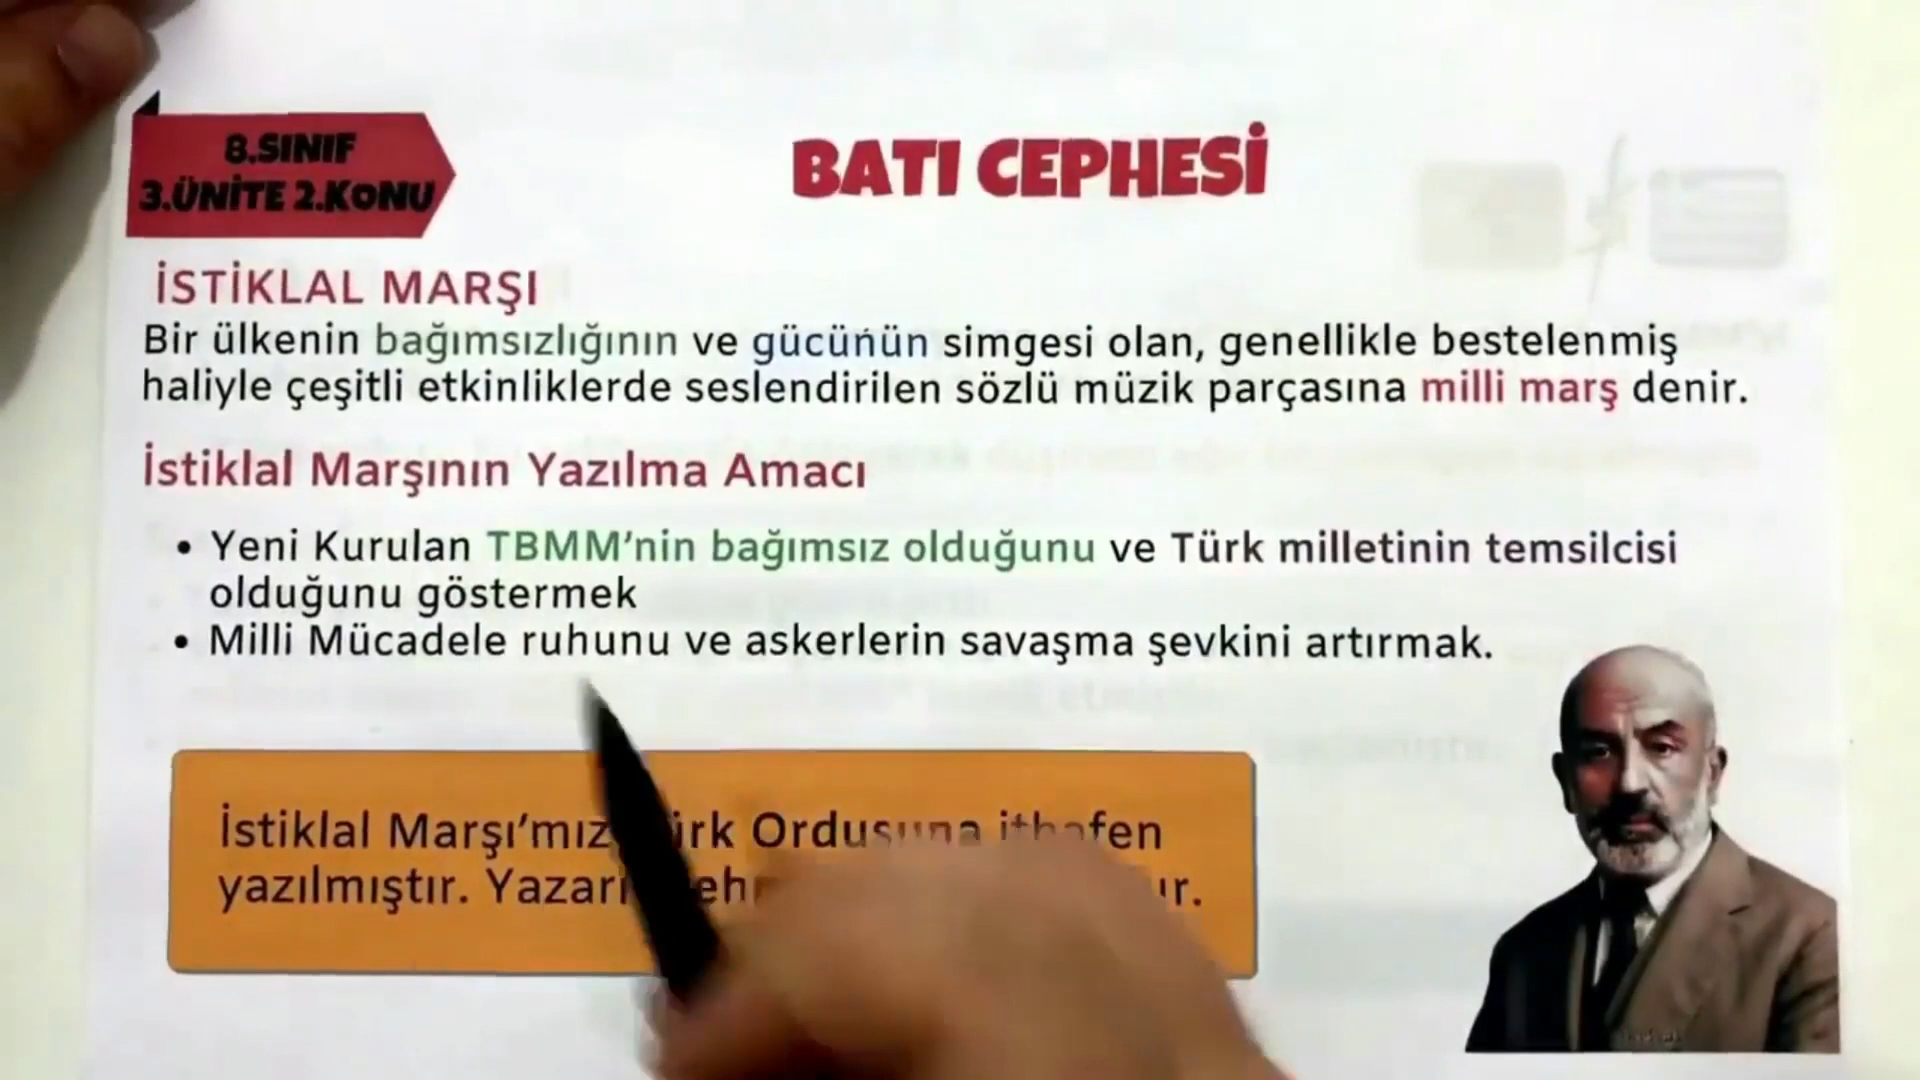 8.SINIF
3.ÜNİTE 2.KONU
BATI CEPHESİ
İSTİKLAL MARŞI
Bir ülkenin bağımsızlığının ve gücünün simgesi olan, genellikle bestelenmiş
haliyle çeşitli etkinliklerde seslendirilen sözlü müzik parçasına milli marş denir.
İstiklal Marşının Yazılma Amacı
• Yeni Kurulan TBMM'nin bağımsız olduğunu ve Türk milletinin temsilcisi
olduğunu göstermek
• Milli Mücadele ruhunu ve askerlerin savaşma şevkini artırmak.
İstiklal Marşı'mız Ordusuna ithafen
yazılmıştır.